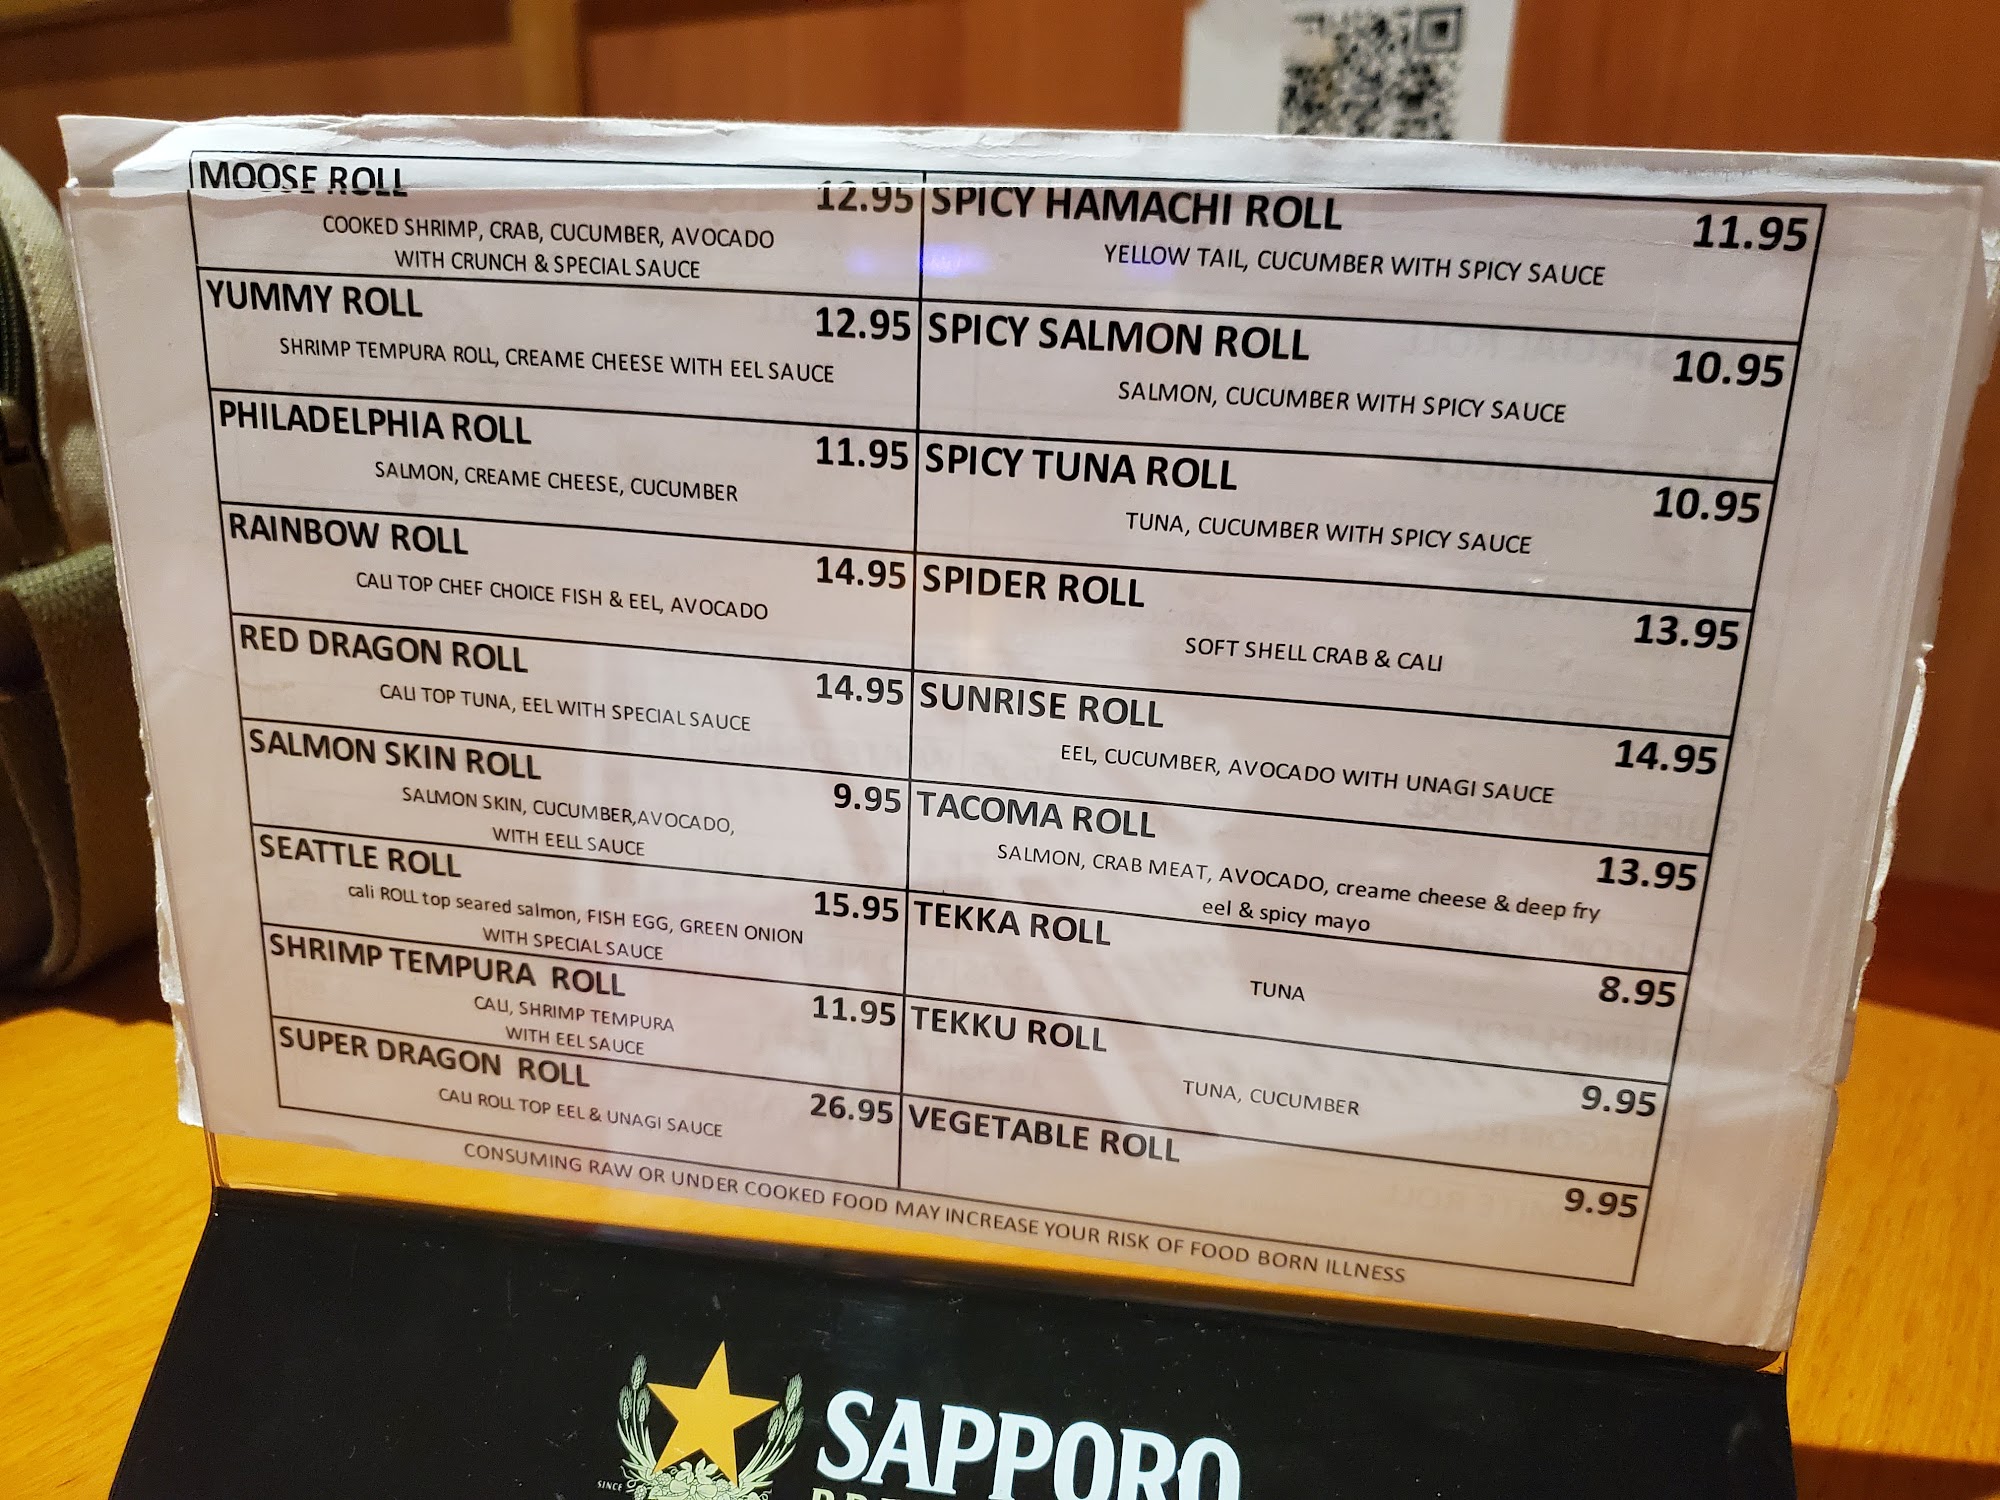 MOOSE ROLL 12.95
COOKED SHRIMP, CRAB, CUCUMBER, AVOCADO
WITH CRUNCH & SPECIAL SAUCE
YUMMY ROLL 12.95
SHRIMP TEMPURA ROLL, CREAME CHEESE WITH EEL SAUCE
PHILADELPHIA ROLL 11.95
SALMON, CREAME CHEESE, CUCUMBER
RAINBOW ROLL 14.95
CALI TOP CHEF CHOICE FISH & EEL, AVOCADO
RED DRAGON ROLL 14.95
CALI TOP TUNA, EEL WITH SPECIAL SAUCE
SALMON SKIN ROLL 9.95
SALMON SKIN, CUCUMBER,AVOCADO,
WITH EELL SAUCE
SEATTLE ROLL 15.95
cali ROLL top seared salmon, FISH EGG, GREEN ONION
WITH SPECIAL SAUCE
SHRIMP TEMPURA ROLL 11.95
CALI, SHRIMP TEMPURA
WITH EEL SAUCE
SUPER DRAGON ROLL 26.95
CALI ROLL TOP EEL & UNAGI SAUCE
SPICY HAMACHI ROLL 11.95
YELLOW TAIL, CUCUMBER WITH SPICY SAUCE
SPICY SALMON ROLL 10.95
SALMON, CUCUMBER WITH SPICY SAUCE
SPICY TUNA ROLL 10.95
TUNA, CUCUMBER WITH SPICY SAUCE
SPIDER ROLL 13.95
SOFT SHELL CRAB & CALI
SUNRISE ROLL 14.95
EEL, CUCUMBER, AVOCADO WITH UNAGI SAUCE
TACOMA ROLL 13.95
SALMON, CRAB MEAT, AVOCADO, creame cheese & deep fry
eel & spicy mayo
TEKKA ROLL 8.95
TUNA
TEKKU ROLL 9.95
TUNA, CUCUMBER
VEGETABLE ROLL 9.95
CONSUMING RAW OR UNDER COOKED FOOD MAY INCREASE YOUR RISK OF FOOD BORN ILLNESS
SAPPORO
SINCE